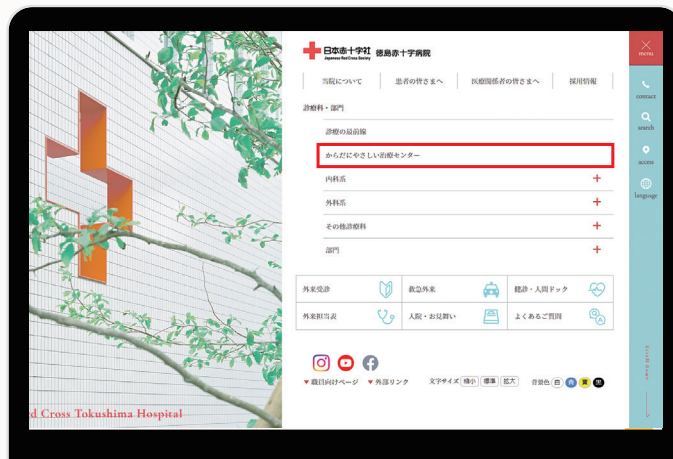 日本赤十字社 徳島赤十字病院
Japanese Red Cross Society
menu
当院について 患者の皆さまへ 医療関係者の皆さまへ 採用情報
contact
診療科・部門
診療の最前線
search
からだにやさしい治療センター
access
内科系
外科系
language
その他診療科
部門
外来受診 救急外来 健診・人間ドック
外来担当表 入院・お見舞い よくあるご質問
Scroll Down
▼ 職員向けページ ▼ 外部リンク 文字サイズ 縮小 標準 拡大 背景色 白 青 黄 黒
d Cross Tokushima Hospital